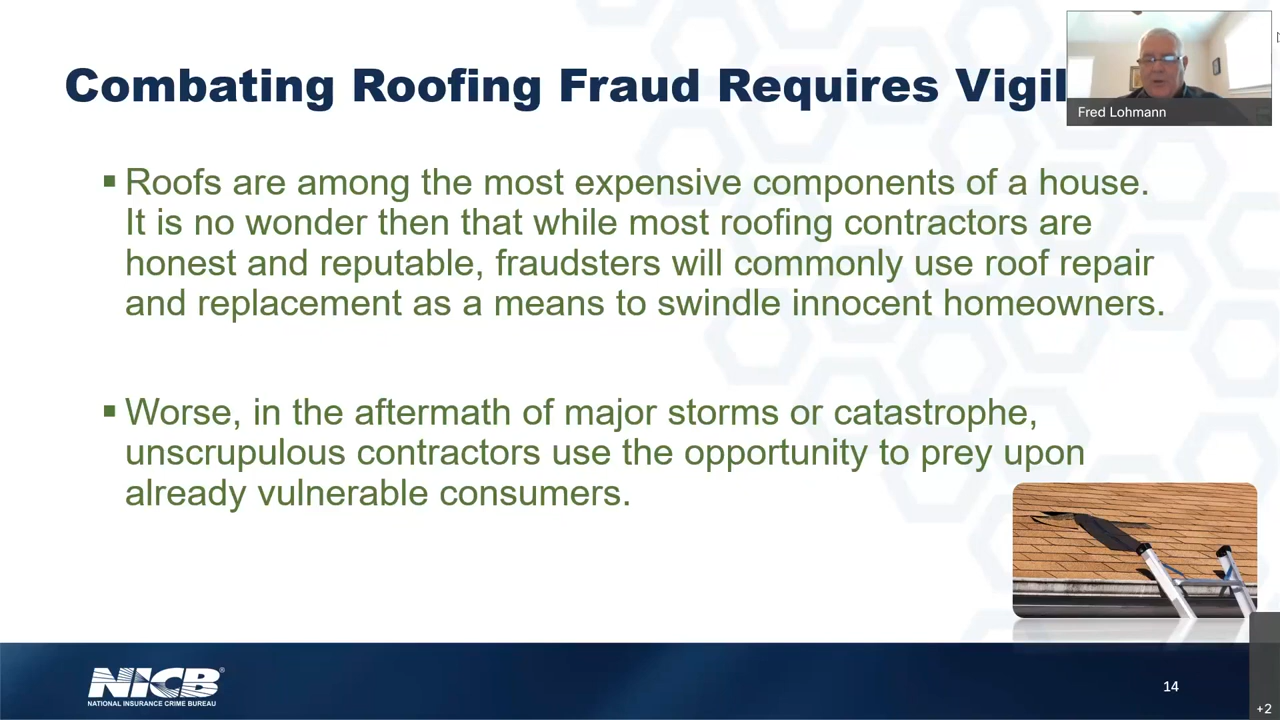 Combating Roofing Fraud Requires Vigil
Fred Lohmann
▪ Roofs are among the most expensive components of a house.
It is no wonder then that while most roofing contractors are
honest and reputable, fraudsters will commonly use roof repair
and replacement as a means to swindle innocent homeowners.
▪ Worse, in the aftermath of major storms or catastrophe,
unscrupulous contractors use the opportunity to prey upon
already vulnerable consumers.
NICB®
NATIONAL INSURANCE CRIME BUREAU
14
+2